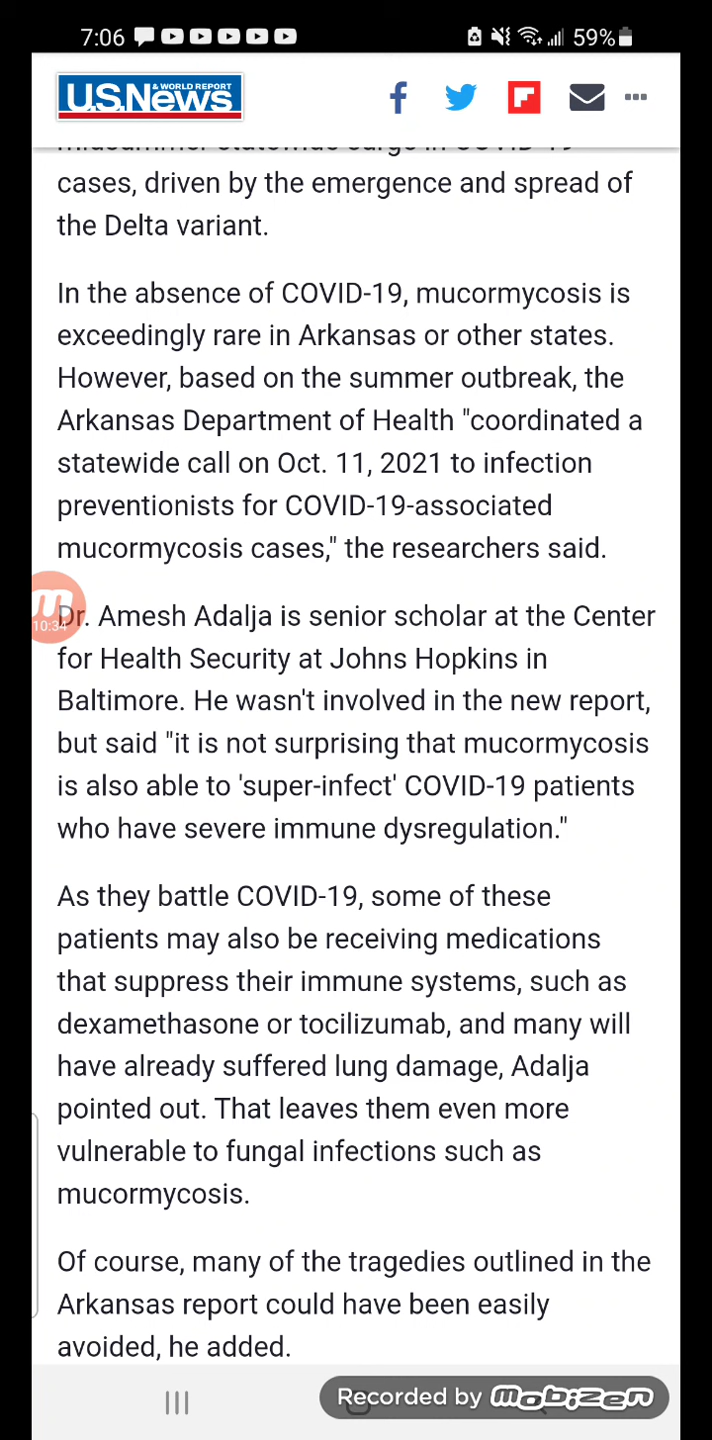 7:06
59%
& WORLD REPORT
U.S.News
cases, driven by the emergence and spread of
the Delta variant.
In the absence of COVID-19, mucormycosis is
exceedingly rare in Arkansas or other states.
However, based on the summer outbreak, the
Arkansas Department of Health "coordinated a
statewide call on Oct. 11, 2021 to infection
preventionists for COVID-19-associated
mucormycosis cases," the researchers said.
Dr. Amesh Adalja is senior scholar at the Center
10:34
for Health Security at Johns Hopkins in
Baltimore. He wasn't involved in the new report,
but said "it is not surprising that mucormycosis
is also able to 'super-infect' COVID-19 patients
who have severe immune dysregulation."
As they battle COVID-19, some of these
patients may also be receiving medications
that suppress their immune systems, such as
dexamethasone or tocilizumab, and many will
have already suffered lung damage, Adalja
pointed out. That leaves them even more
vulnerable to fungal infections such as
mucormycosis.
Of course, many of the tragedies outlined in the
Arkansas report could have been easily
avoided, he added.
Recorded by mobizen